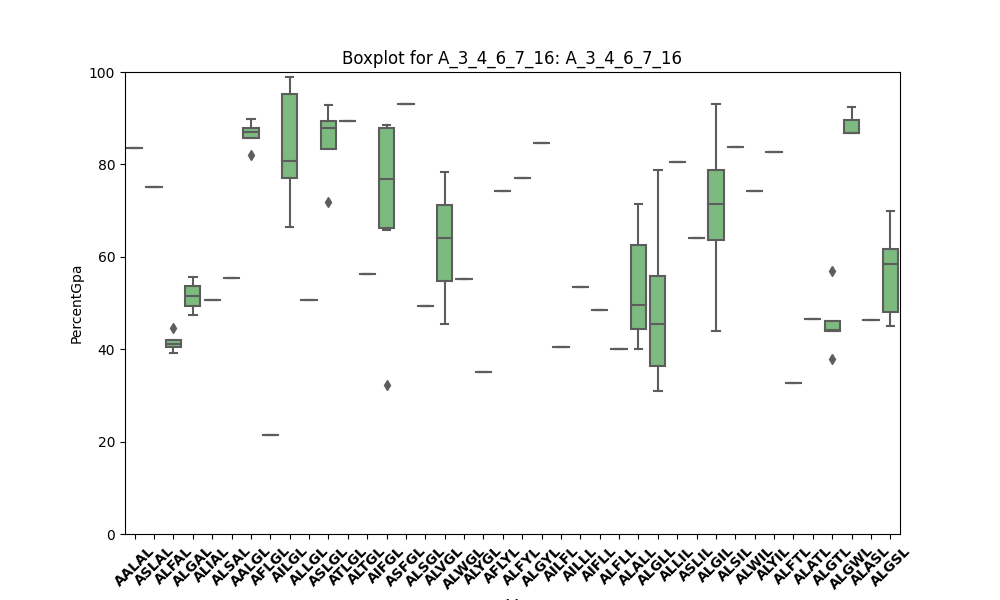 Boxplot for A_3_4_6_7_16: A_3_4_6_7_16
PercentGpa
100
80
60
40
20
0
AALAL
ASLAL
ALFAL
ALGAL
ALIAL
ALSAL
AALGL
AFLGL
AILGL
ALLGL
ASLGL
ATLGL
ALTGL
AIFGL
ASFGL
ALSGL
ALVGL
ALWGL
ALYGL
AFLYL
ALFYL
ALGYL
AILFL
AILLL
AIFLL
ALFLL
ALALL
ALGLL
ALLIL
ASLIL
ALGIL
ALSIL
ALWIL
ALYIL
ALFTL
ALATL
ALGTL
ALGWL
ALASL
ALGSL